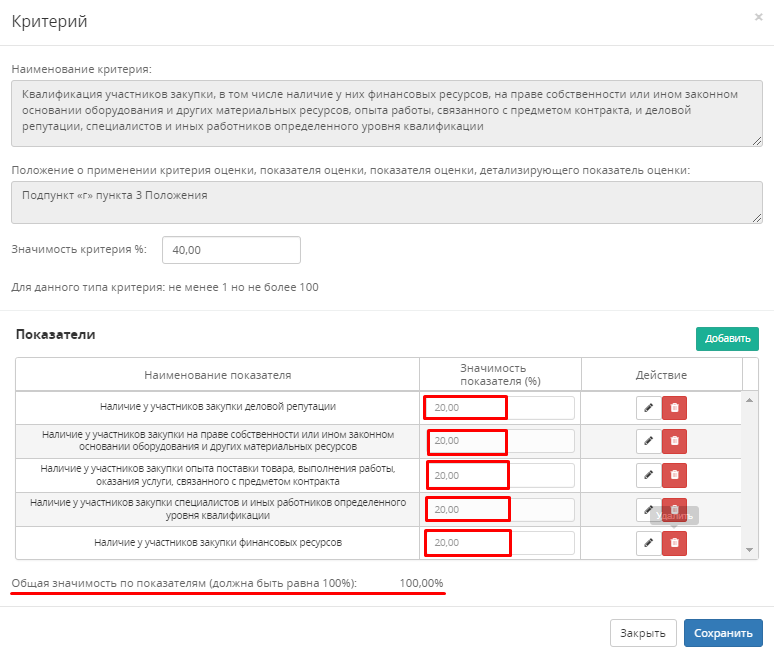 Критерий
×
Наименование критерия:
Квалификация участников закупки, в том числе наличие у них финансовых ресурсов, на праве собственности или ином законном
основании оборудования и других материальных ресурсов, опыта работы, связанного с предметом контракта, и деловой
репутации, специалистов и иных работников определенного уровня квалификации
Положение о применении критерия оценки, показателя оценки, показателя оценки, детализирующего показатель оценки:
Подпункт «г» пункта 3 Положения
Значимость критерия %: 40,00
Для данного типа критерия: не менее 1 но не более 100
Показатели
Добавить
Наименование показателя
Значимость
показателя (%)
Действие
Наличие у участников закупки деловой репутации
20,00
Наличие у участников закупки на праве собственности или ином законном
основании оборудования и других материальных ресурсов
20,00
Наличие у участников закупки опыта поставки товара, выполнения работы,
оказания услуги, связанного с предметом контракта
20,00
Наличие у участников закупки специалистов и иных работников определенного
уровня квалификации
20,00
Удалить
Наличие у участников закупки финансовых ресурсов
20,00
Общая значимость по показателям (должна быть равна 100%): 100,00%
Закрыть
Сохранить